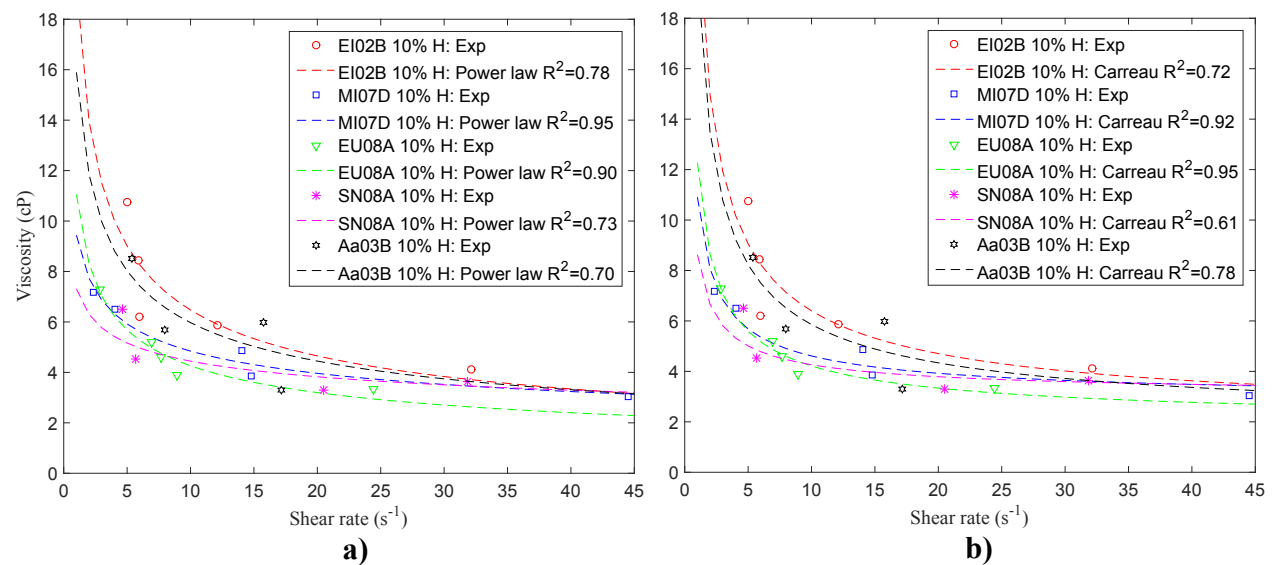 a)
b)
18
16
14
12
10
8
6
4
2
0
Viscosity (cP)
EI02B 10% H: Exp
EI02B 10% H: Power law R²=0.78
MI07D 10% H: Exp
MI07D 10% H: Power law R²=0.95
EU08A 10% H: Exp
EU08A 10% H: Power law R²=0.90
SN08A 10% H: Exp
SN08A 10% H: Power law R²=0.73
Aa03B 10% H: Exp
Aa03B 10% H: Power law R²=0.70
0 5 10 15 20 25 30 35 40 45
Shear rate (s⁻¹)
a)
18
16
14
12
10
8
6
4
2
0
EI02B 10% H: Exp
EI02B 10% H: Carreau R²=0.72
MI07D 10% H: Exp
MI07D 10% H: Carreau R²=0.92
EU08A 10% H: Exp
EU08A 10% H: Carreau R²=0.95
SN08A 10% H: Exp
SN08A 10% H: Carreau R²=0.61
Aa03B 10% H: Exp
Aa03B 10% H: Carreau R²=0.78
0 5 10 15 20 25 30 35 40 45
Shear rate (s⁻¹)
b)